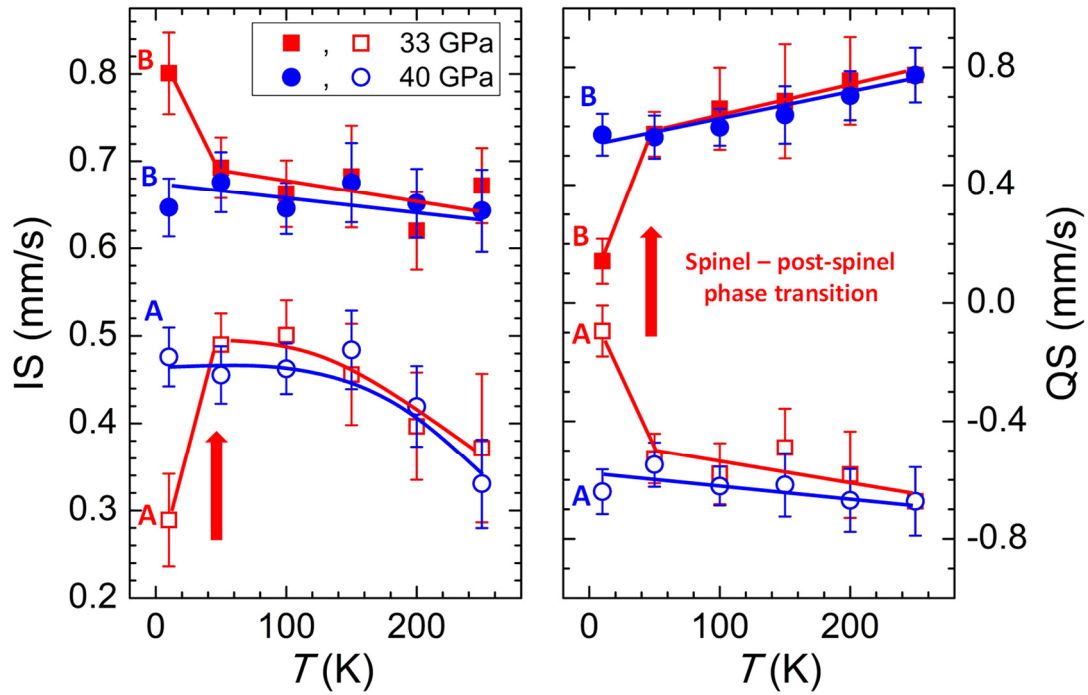 , 33 GPa
, 40 GPa
IS (mm/s)
0.8
0.7
0.6
0.5
0.4
0.3
0.2
B
B
A
A
0 100 200
T (K)
B
B
A
A
Spinel – post-spinel
phase transition
0.8
0.4
0.0
-0.4
-0.8
QS (mm/s)
0 100 200
T (K)